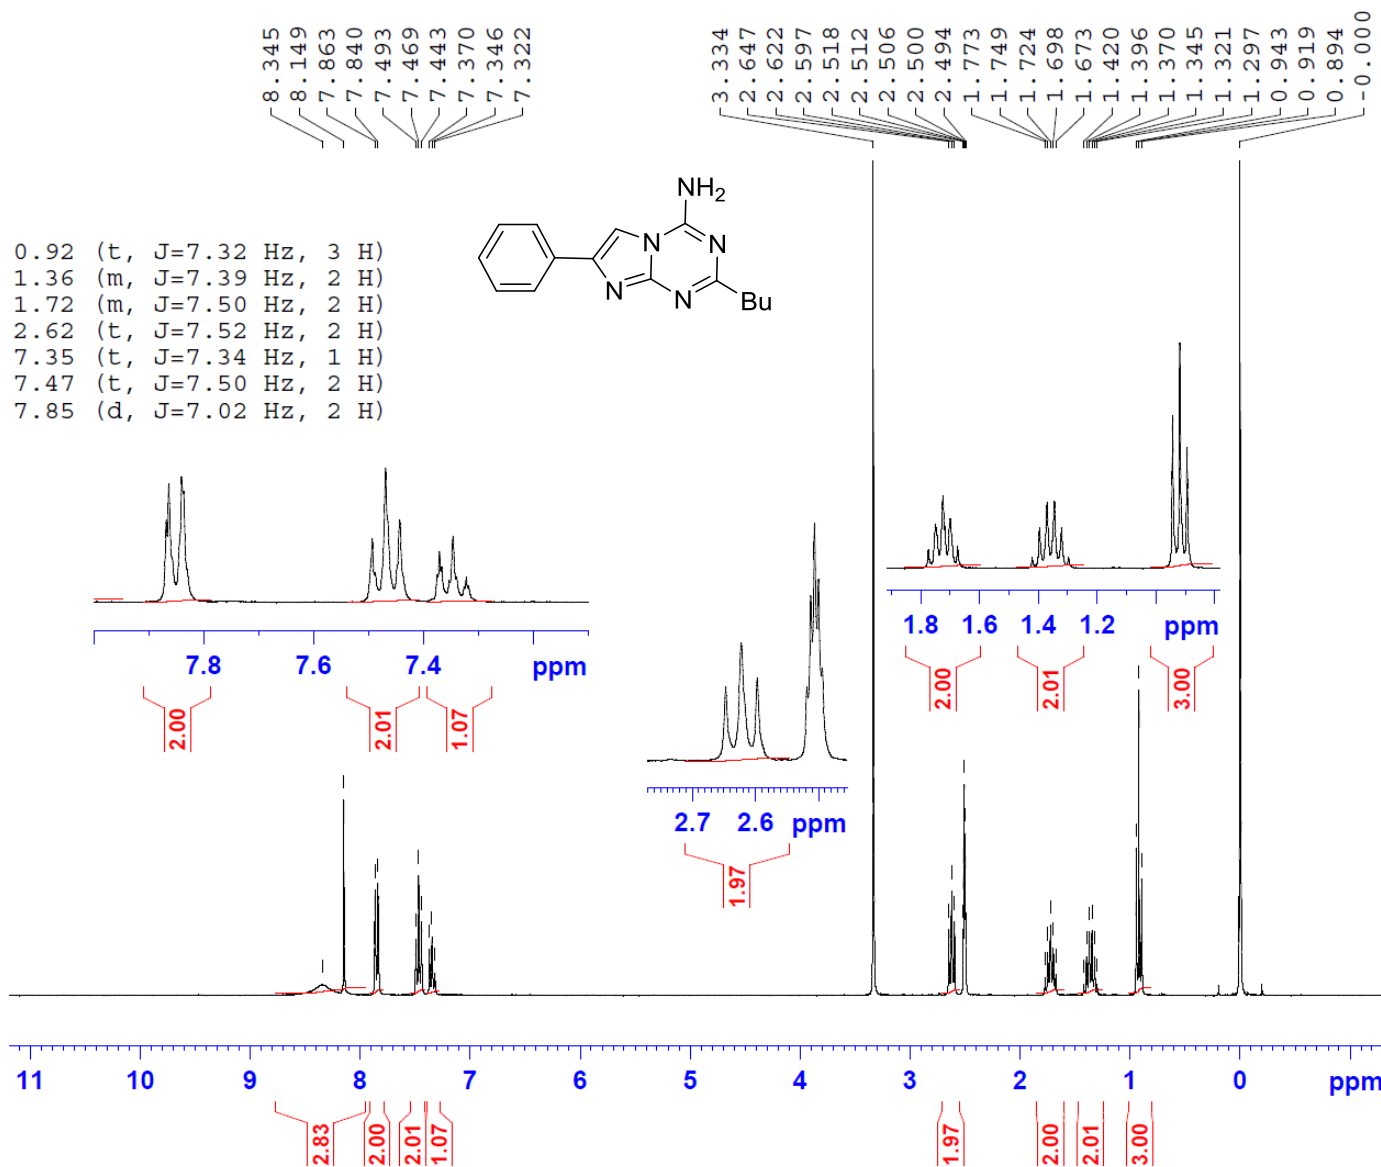 8.345
8.149
7.863
7.840
7.493
7.469
7.443
7.370
7.346
7.322
3.334
2.647
2.622
2.597
2.518
2.512
2.506
2.500
2.494
1.773
1.749
1.724
1.698
1.673
1.420
1.396
1.370
1.345
1.321
1.297
0.943
0.919
0.894
-0.000
NH2
N
N
N
N
Bu
0.92 (t, J=7.32 Hz, 3 H)
1.36 (m, J=7.39 Hz, 2 H)
1.72 (m, J=7.50 Hz, 2 H)
2.62 (t, J=7.52 Hz, 2 H)
7.35 (t, J=7.34 Hz, 1 H)
7.47 (t, J=7.50 Hz, 2 H)
7.85 (d, J=7.02 Hz, 2 H)
7.8 7.6 7.4 ppm
2.00 2.01 1.07
1.8 1.6 1.4 1.2 ppm
2.00 2.01 3.00
2.7 2.6 ppm
1.97
11 10 9 8 7 6 5 4 3 2 1 0 ppm
2.83 2.00 2.01 1.07 1.97 2.00 2.01 3.00